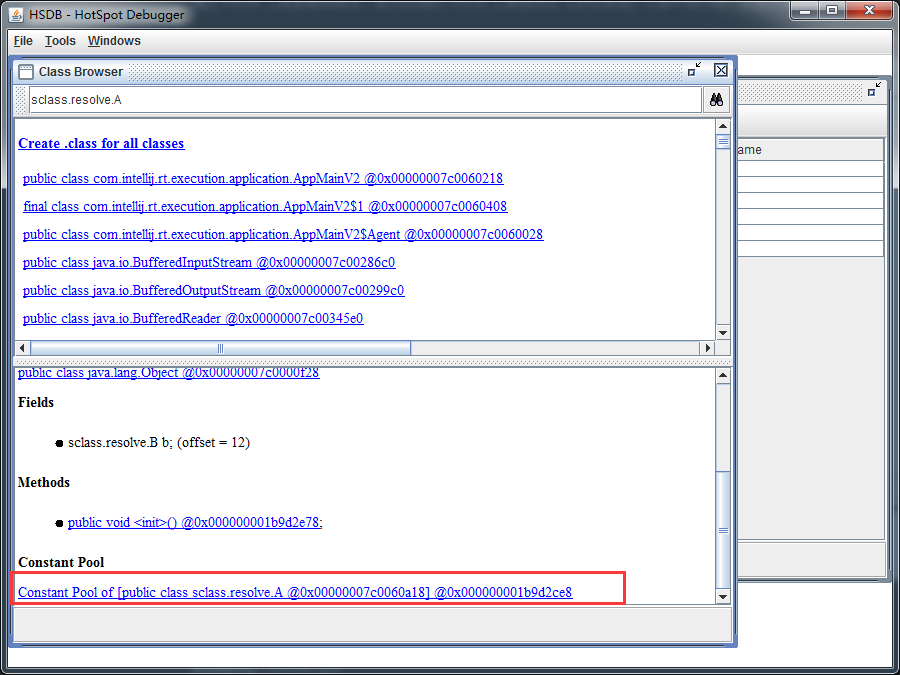 HSDB - HotSpot Debugger
File Tools Windows
Class Browser
sclass.resolve.A
ame
Create .class for all classes
public class com.intellij.rt.execution.application.AppMainV2 @0x00000007c0060218
final class com.intellij.rt.execution.application.AppMainV2$1 @0x00000007c0060408
public class com.intellij.rt.execution.application.AppMainV2$Agent @0x00000007c0060028
public class java.io.BufferedInputStream @0x00000007c00286c0
public class java.io.BufferedOutputStream @0x00000007c00299c0
public class java.io.BufferedReader @0x00000007c00345e0
public class java.lang.Object @0x00000007c0000f28
Fields
sclass.resolve.B b; (offset = 12)
Methods
public void <init>() @0x000000001b9d2e78;
Constant Pool
Constant Pool of [public class sclass.resolve.A @0x00000007c0060a18] @0x000000001b9d2ce8